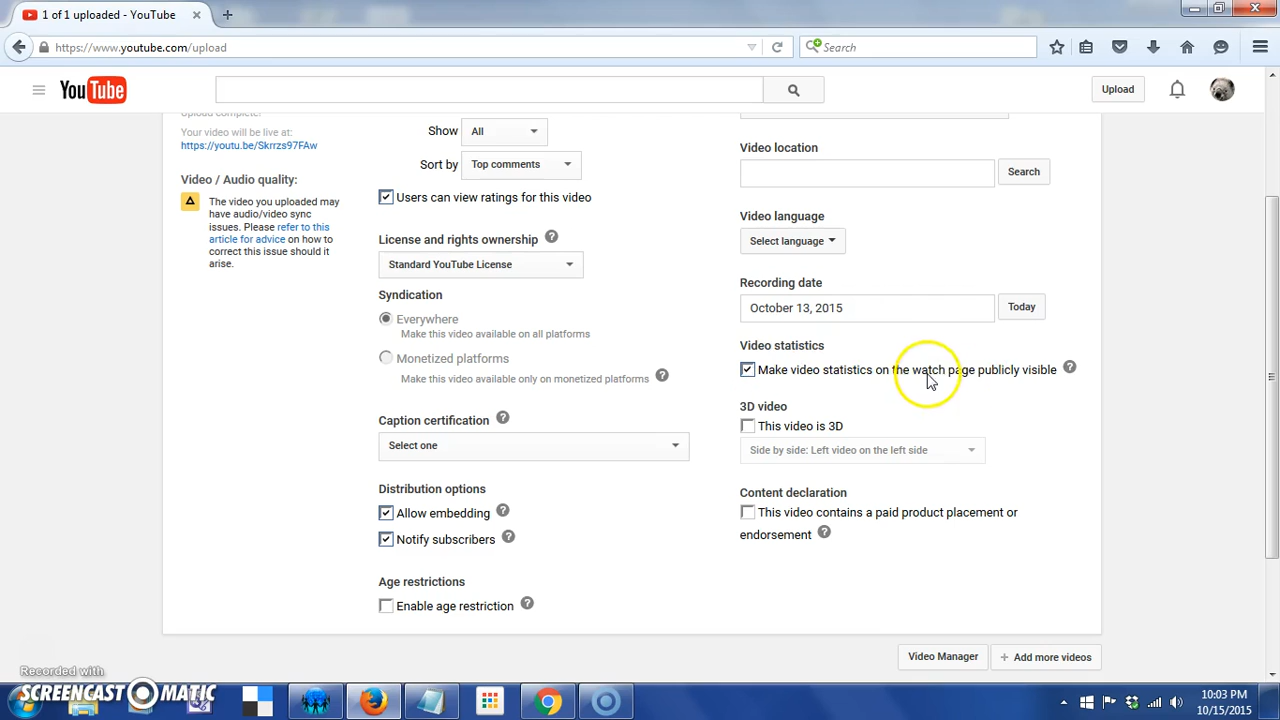 1 of 1 uploaded - YouTube
https://www.youtube.com/upload
Search
YouTube
Upload
Upload complete!
Your video will be live at:
https://youtu.be/Skrrzs97FAw
Video / Audio quality:
The video you uploaded may
have audio/video sync
issues. Please refer to this
article for advice on how to
correct this issue should it
arise.
Show All
Sort by Top comments
Users can view ratings for this video
License and rights ownership ?
Standard YouTube License
Syndication
Everywhere
Make this video available on all platforms
Monetized platforms
Make this video available only on monetized platforms ?
Caption certification ?
Select one
Distribution options
Allow embedding ?
Notify subscribers ?
Age restrictions
Enable age restriction ?
Video location
Search
Video language
Select language
Recording date
October 13, 2015 Today
Video statistics
Make video statistics on the watch page publicly visible ?
3D video
This video is 3D
Side by side: Left video on the left side
Content declaration
This video contains a paid product placement or
endorsement ?
Video Manager
+ Add more videos
Recorded with
SCREENCAST-O-MATIC
10:03 PM
10/15/2015